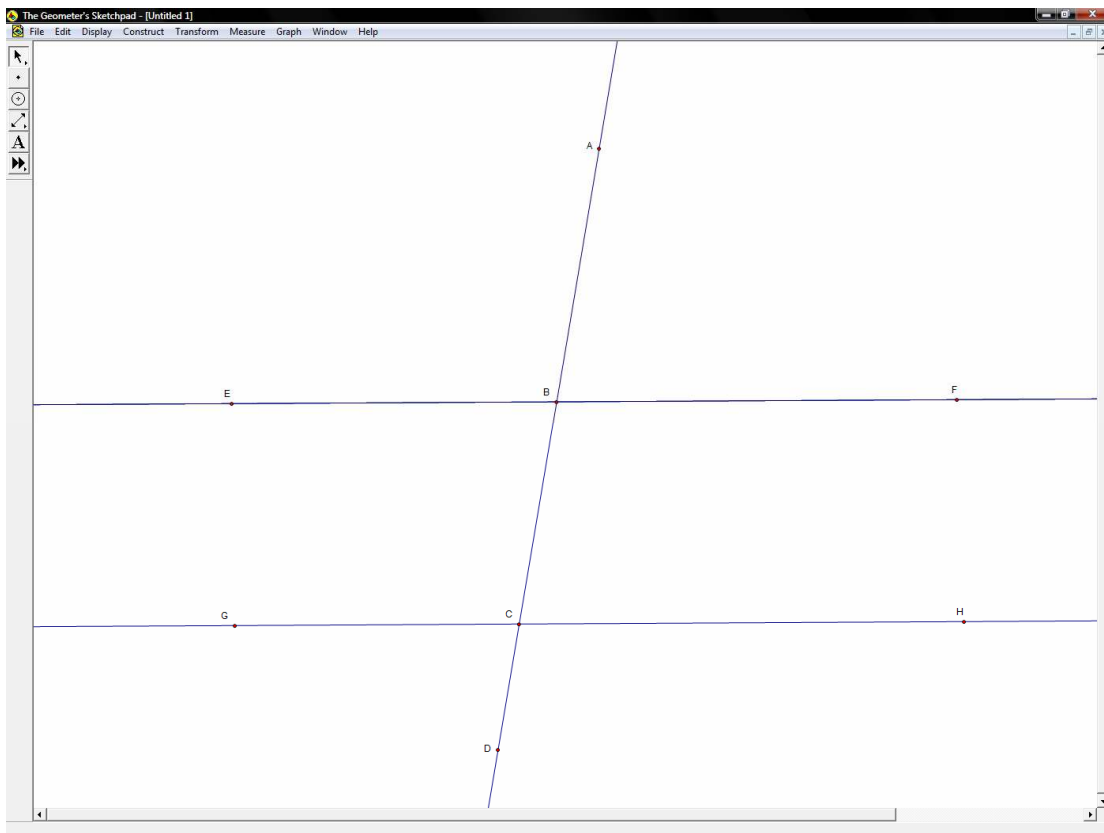 The Geometer's Sketchpad - [Untitled 1]
File Edit Display Construct Transform Measure Graph Window Help
A
A
E B F
G C H
D